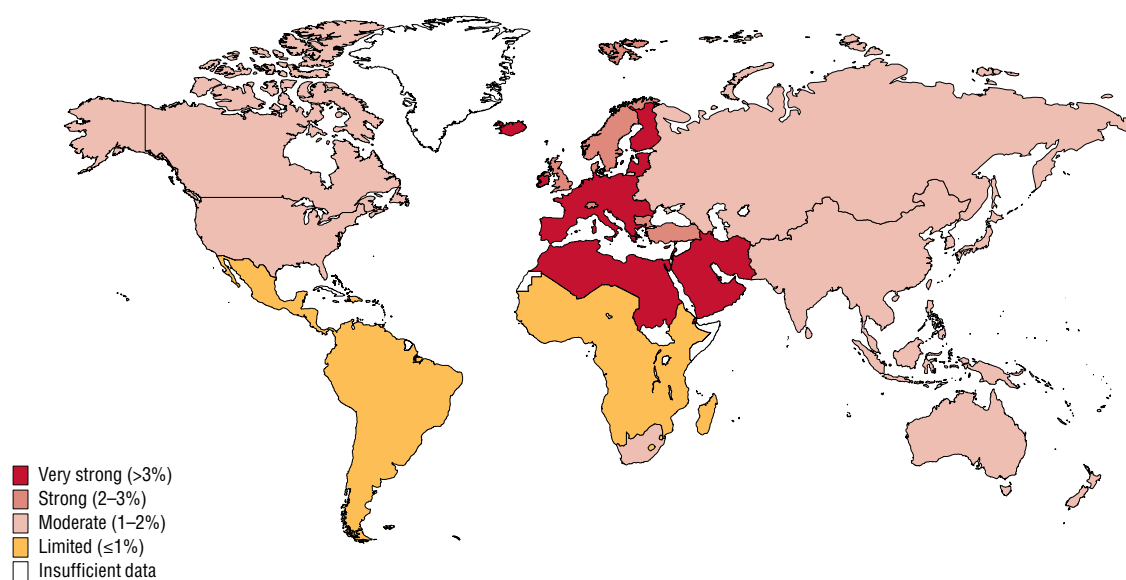 Very strong (>3%)
Strong (2–3%)
Moderate (1–2%)
Limited (≤1%)
Insufficient data